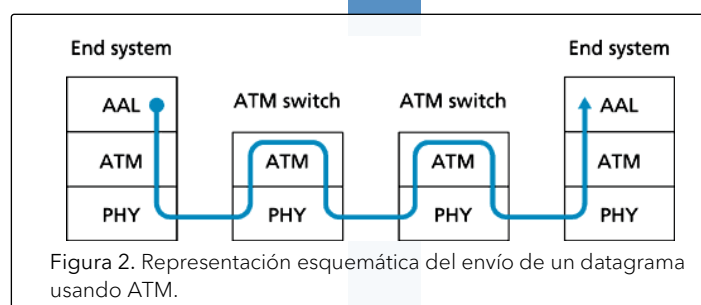 End system
End system
ATM switch
ATM switch
AAL
AAL
ATM
ATM
ATM
ATM
PHY
PHY
PHY
PHY
Figura 2. Representación esquemática del envío de un datagrama
usando ATM.